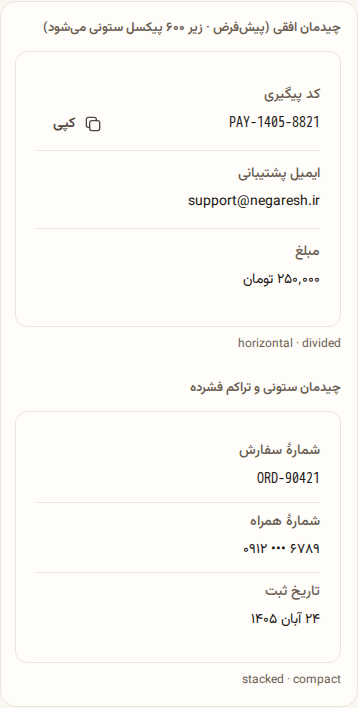 چیدمان افقی (پیش‌فرض · زیر ۶۰۰ پیکسل ستونی می‌شود)
کد پیگیری
PAY-1405-8821
کپی
ایمیل پشتیبانی
support@negaresh.ir
مبلغ
۲۵۰٬۰۰۰ تومان
horizontal · divided
چیدمان ستونی و تراکم فشرده
شمارهٔ سفارش
ORD-90421
شمارهٔ همراه
۰۹۱۲ ••• ۶۷۸۹
تاریخ ثبت
۲۴ آبان ۱۴۰۵
stacked · compact